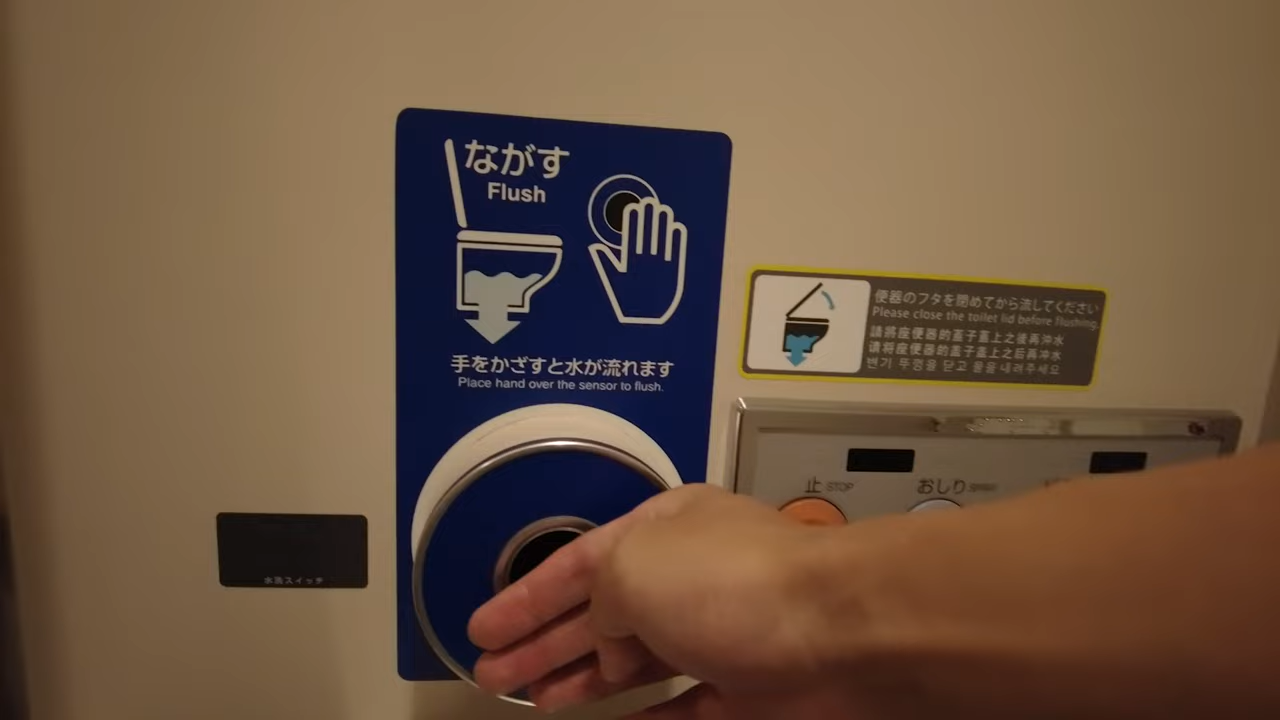 ながす
Flush
手をかざすと水が流れます
Place hand over the sensor to flush.
便器のフタを閉めてから流してください
Please close the toilet lid before flushing.
請將座便器的蓋子蓋上之後再沖水
请将座便器的盖子盖上之后再冲水
변기 뚜껑을 닫고 물을 내려주세요
止 STOP
おしり
水洗スイッチ